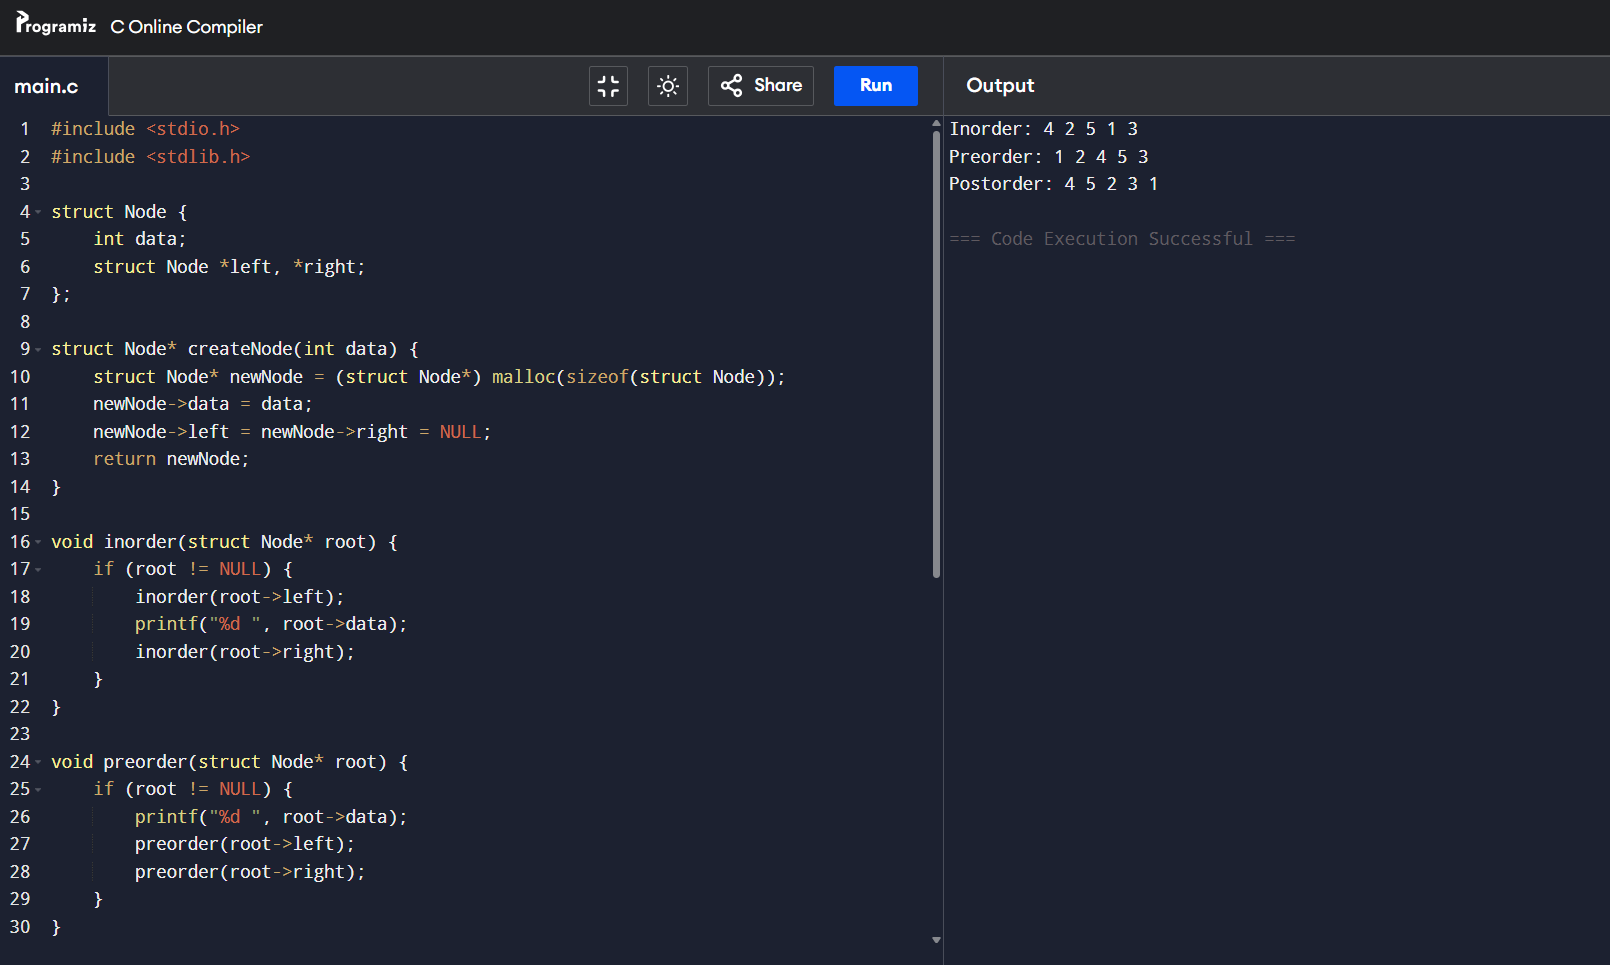 Programiz C Online Compiler
main.c Share Run Output
1 #include <stdio.h>
2 #include <stdlib.h>
3
4 struct Node {
5     int data;
6     struct Node *left, *right;
7 };
8
9 struct Node* createNode(int data) {
10     struct Node* newNode = (struct Node*) malloc(sizeof(struct Node));
11     newNode->data = data;
12     newNode->left = newNode->right = NULL;
13     return newNode;
14 }
15
16 void inorder(struct Node* root) {
17     if (root != NULL) {
18         inorder(root->left);
19         printf("%d ", root->data);
20         inorder(root->right);
21     }
22 }
23
24 void preorder(struct Node* root) {
25     if (root != NULL) {
26         printf("%d ", root->data);
27         preorder(root->left);
28         preorder(root->right);
29     }
30 }
Inorder: 4 2 5 1 3
Preorder: 1 2 4 5 3
Postorder: 4 5 2 3 1
=== Code Execution Successful ===